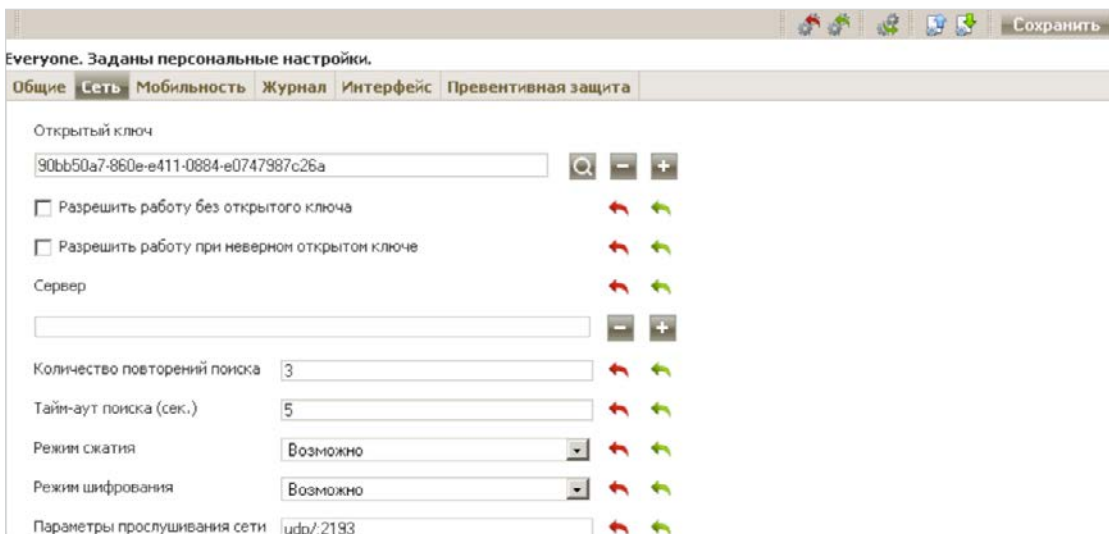 Сохранить
Everyone. Заданы персональные настройки.
Общие Сеть Мобильность Журнал Интерфейс Превентивная защита
Открытый ключ
90bb50a7-860e-e411-0884-e0747987c26a
Разрешить работу без открытого ключа
Разрешить работу при неверном открытом ключе
Сервер
Количество повторений поиска 3
Тайм-аут поиска (сек.) 5
Режим сжатия Возможно
Режим шифрования Возможно
Параметры прослушивания сети udp/:2193